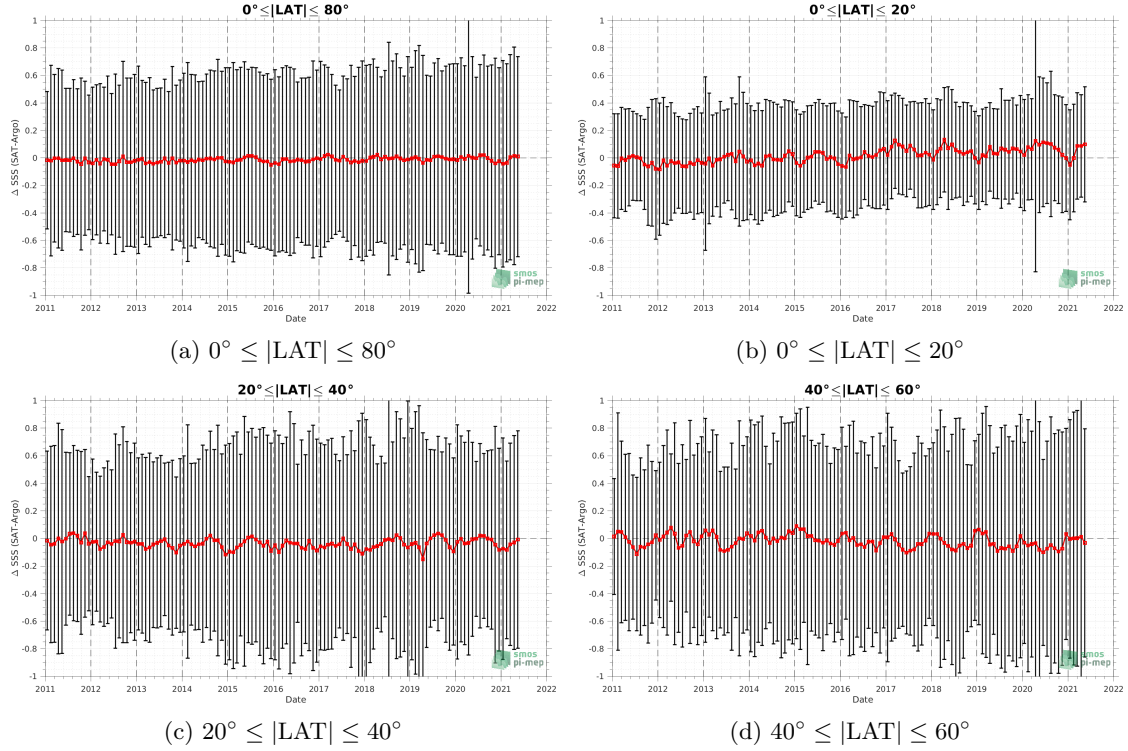 0°≤|LAT|≤ 80°
Δ SSS (SAT-Argo)
1
0.8
0.6
0.4
0.2
0
-0.2
-0.4
-0.6
-0.8
-1
2011 2012 2013 2014 2015 2016 2017 2018 2019 2020 2021 2022
Date
smos
pi-mep
(a) 0° ≤ |LAT| ≤ 80°
0°≤|LAT|≤ 20°
Δ SSS (SAT-Argo)
1
0.8
0.6
0.4
0.2
0
-0.2
-0.4
-0.6
-0.8
-1
2011 2012 2013 2014 2015 2016 2017 2018 2019 2020 2021 2022
Date
smos
pi-mep
(b) 0° ≤ |LAT| ≤ 20°
20°≤|LAT|≤ 40°
Δ SSS (SAT-Argo)
1
0.8
0.6
0.4
0.2
0
-0.2
-0.4
-0.6
-0.8
-1
2011 2012 2013 2014 2015 2016 2017 2018 2019 2020 2021 2022
Date
smos
pi-mep
(c) 20° ≤ |LAT| ≤ 40°
40°≤|LAT|≤ 60°
Δ SSS (SAT-Argo)
1
0.8
0.6
0.4
0.2
0
-0.2
-0.4
-0.6
-0.8
-1
2011 2012 2013 2014 2015 2016 2017 2018 2019 2020 2021 2022
Date
smos
pi-mep
(d) 40° ≤ |LAT| ≤ 60°